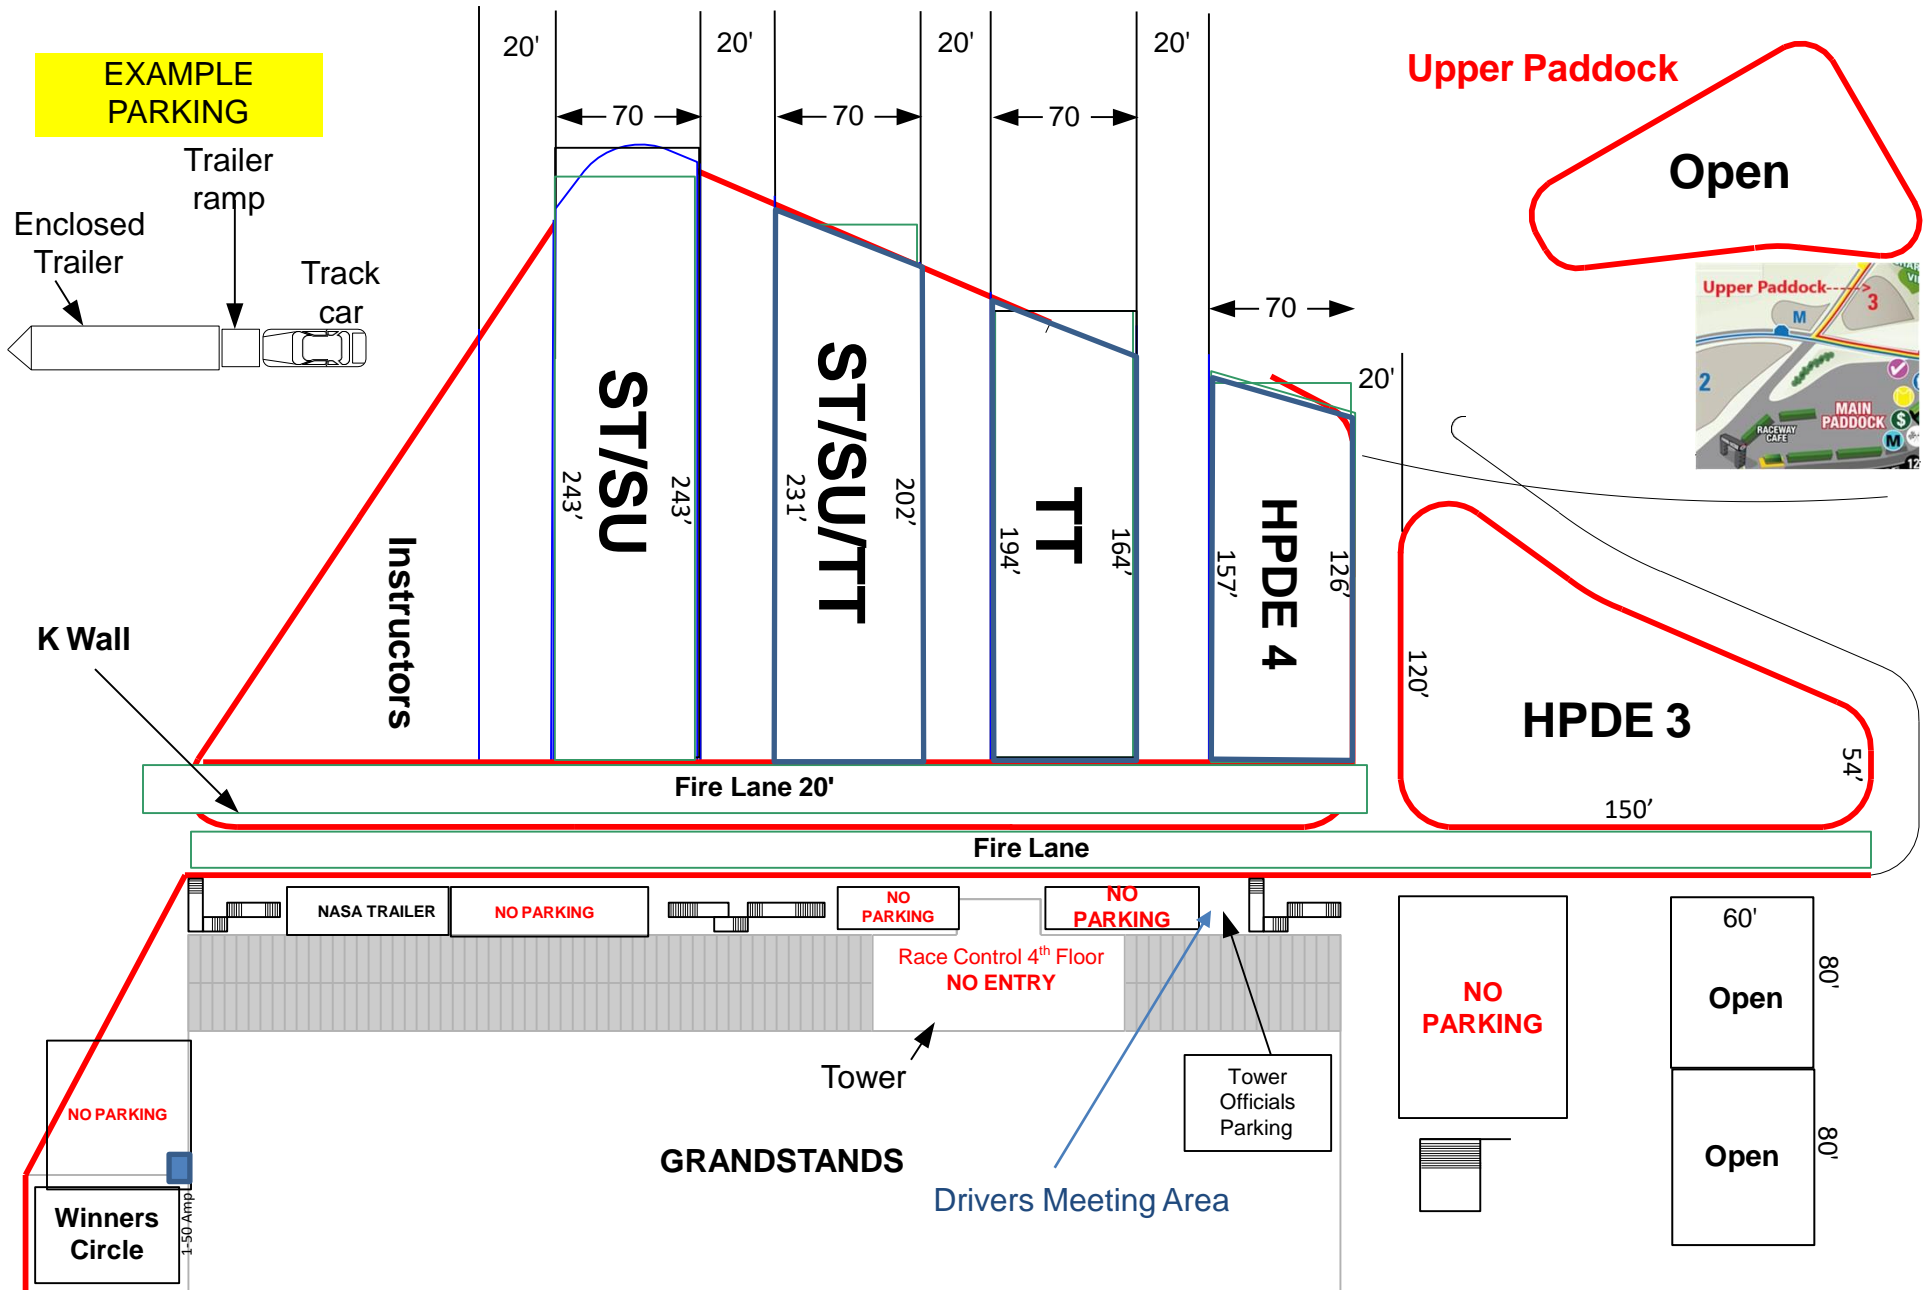 EXAMPLE
PARKING
Trailer
ramp
Enclosed
Trailer
Track
car
20'
20'
20'
20'
70
70
70
70
20'
Upper Paddock
Open
Upper Paddock---->
3
M
2
MAIN
PADDOCK
RACEWAY
CAFE
$
M
12
K Wall
Instructors
243’
ST/SU
243’
231’
ST/SU/TT
202’
194’
TT
164’
157’
HPDE 4
126’
120’
HPDE 3
54’
150’
Fire Lane 20'
Fire Lane
NASA TRAILER
NO PARKING
NO
PARKING
NO
PARKING
Race Control 4th Floor
NO ENTRY
Tower
Tower
Officials
Parking
GRANDSTANDS
Drivers Meeting Area
NO PARKING
1-50 Amp
Winners
Circle
NO
PARKING
60'
80'
Open
80'
Open